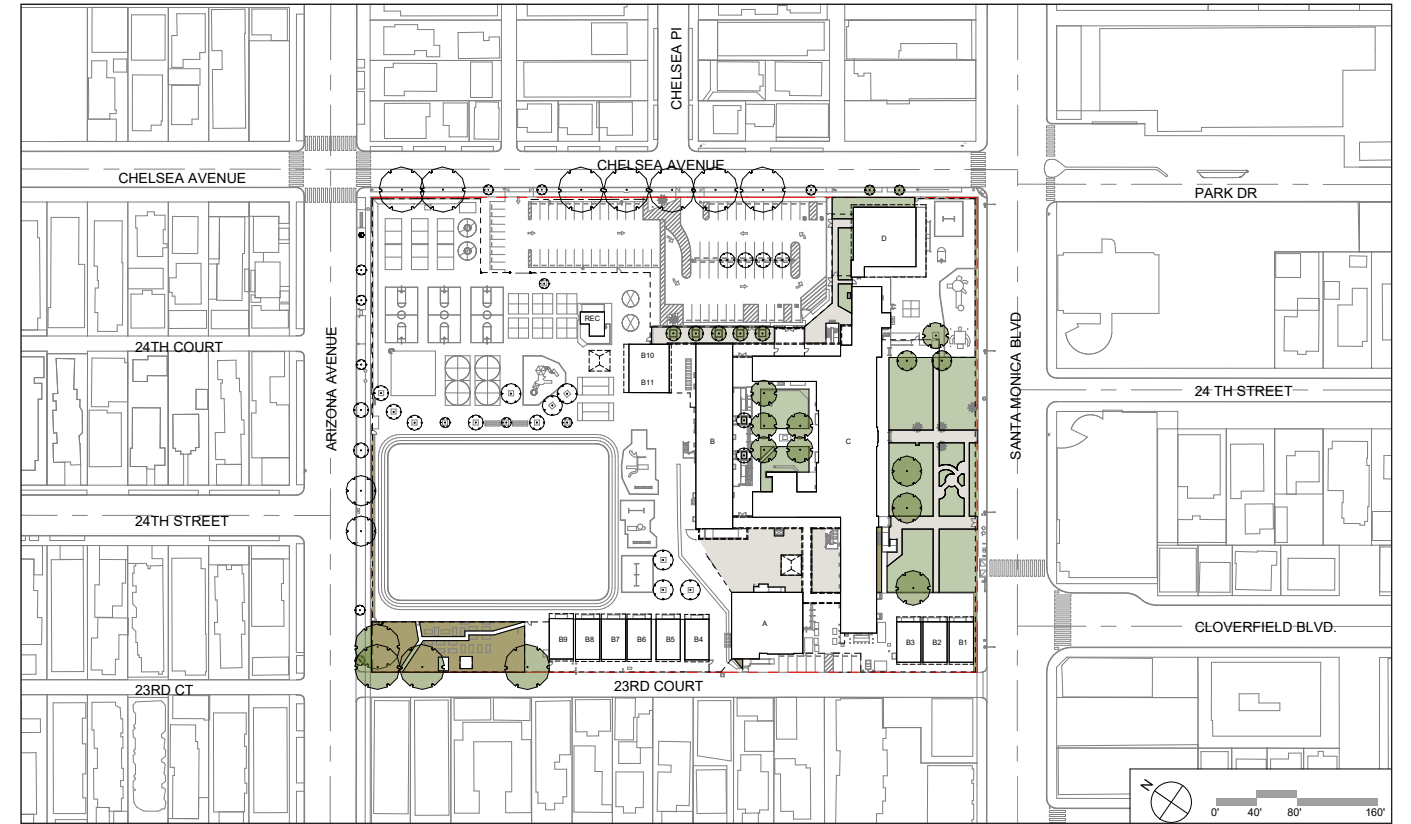 CHELSEA Pl
CHELSEA AVENUE
CHELSEA AVENUE
PARK DR
D
REC
24TH COURT
ARIZONA AVENUE
SANTA MONICA BLVD
B10
B11
24 TH STREET
B
C
24TH STREET
A
B9
B8
B7
B6
B5
B4
B3
B2
B1
CLOVERFIELD BLVD.
23RD CT
23RD COURT
N
0'
40'
80'
160'